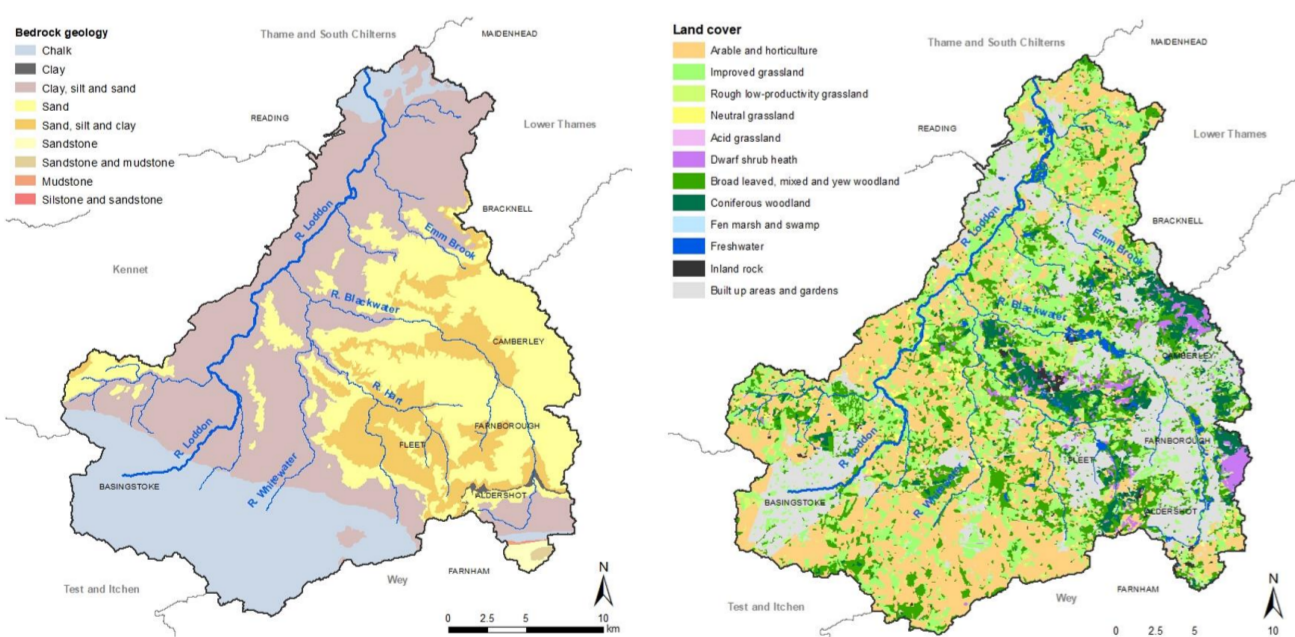 Bedrock geology
Chalk
Clay
Clay, silt and sand
Sand
Sand, silt and clay
Sandstone
Sandstone and mudstone
Mudstone
Silstone and sandstone
Thame and South Chilterns
MAIDENHEAD
READING
Lower Thames
BRACKNELL
R. Loddon
Emm Brook
Kennet
R. Blackwater
CAMBERLEY
R. Hart
FARNBOROUGH
FLEET
R. Loddon
BASINGSTOKE
R. Whitewater
ALDERSHOT
FARNHAM
Wey
Test and Itchen
N
0 2.5 5 10
km
Land cover
Arable and horticulture
Improved grassland
Rough low-productivity grassland
Neutral grassland
Acid grassland
Dwarf shrub heath
Broad leaved, mixed and yew woodland
Coniferous woodland
Fen marsh and swamp
Freshwater
Inland rock
Built up areas and gardens
Thame and South Chilterns
MAIDENHEAD
READING
Lower Thames
BRACKNELL
R. Loddon
Emm Brook
Kennet
R. Blackwater
CAMBERLEY
FARNBOROUGH
FLEET
R. Loddon
BASINGSTOKE
R. Whitewater
ALDERSHOT
FARNHAM
Wey
Test and Itchen
N
0 2.5 5 10